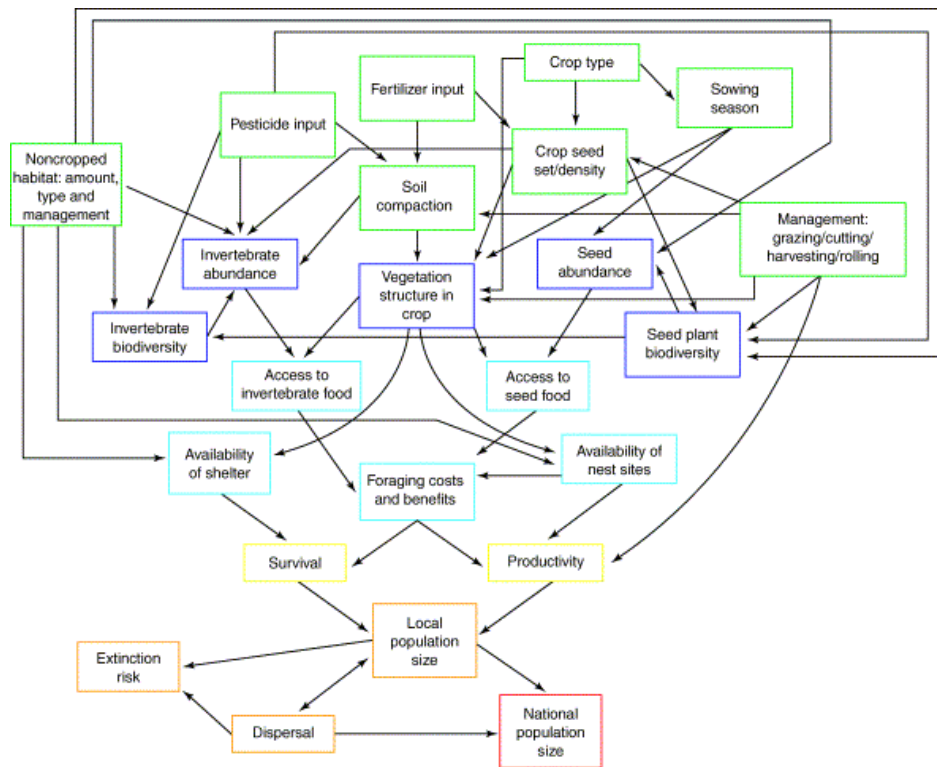 Crop type
Fertilizer input
Sowing
season
Pesticide input
Noncropped
habitat: amount,
type and
management
Crop seed
set/density
Soil
compaction
Management:
grazing/cutting/
harvesting/rolling
Invertebrate
abundance
Seed
abundance
Vegetation
structure in
crop
Invertebrate
biodiversity
Seed plant
biodiversity
Access to
invertebrate food
Access to
seed food
Availability
of shelter
Availability of
nest sites
Foraging costs
and benefits
Survival
Productivity
Local
population
size
Extinction
risk
Dispersal
National
population
size